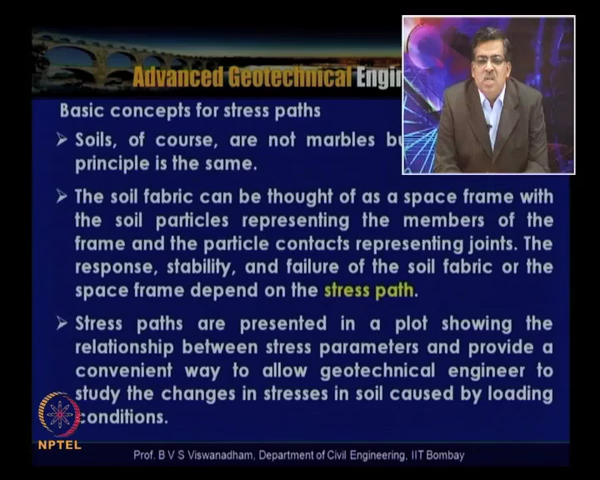 Advanced Geotechnical Engi
Basic concepts for stress paths
➢ Soils, of course, are not marbles bu
principle is the same.
➢ The soil fabric can be thought of as a space frame with
the soil particles representing the members of the
frame and the particle contacts representing joints. The
response, stability, and failure of the soil fabric or the
space frame depend on the stress path.
➢ Stress paths are presented in a plot showing the
relationship between stress parameters and provide a
convenient way to allow geotechnical engineer to
study the changes in stresses in soil caused by loading
conditions.
NPTEL
Prof. B V S Viswanadham, Department of Civil Engineering, IIT Bombay